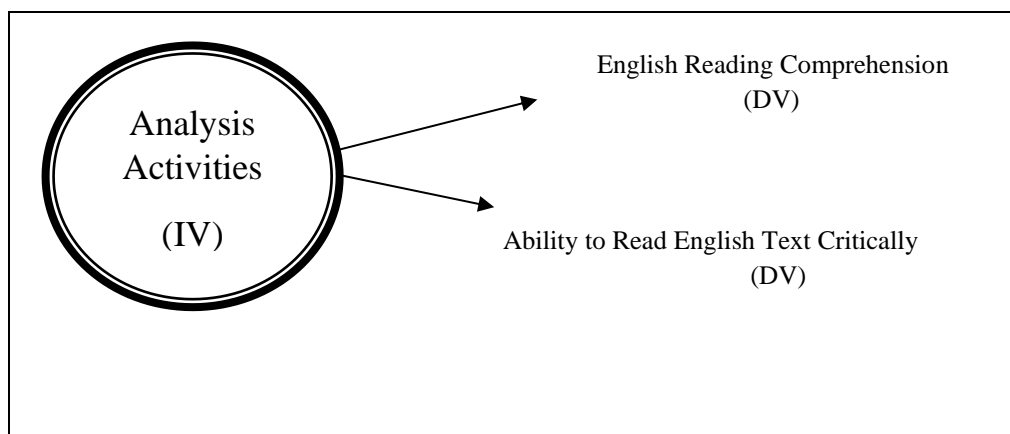 Analysis
Activities
(IV)
English Reading Comprehension
(DV)
Ability to Read English Text Critically
(DV)